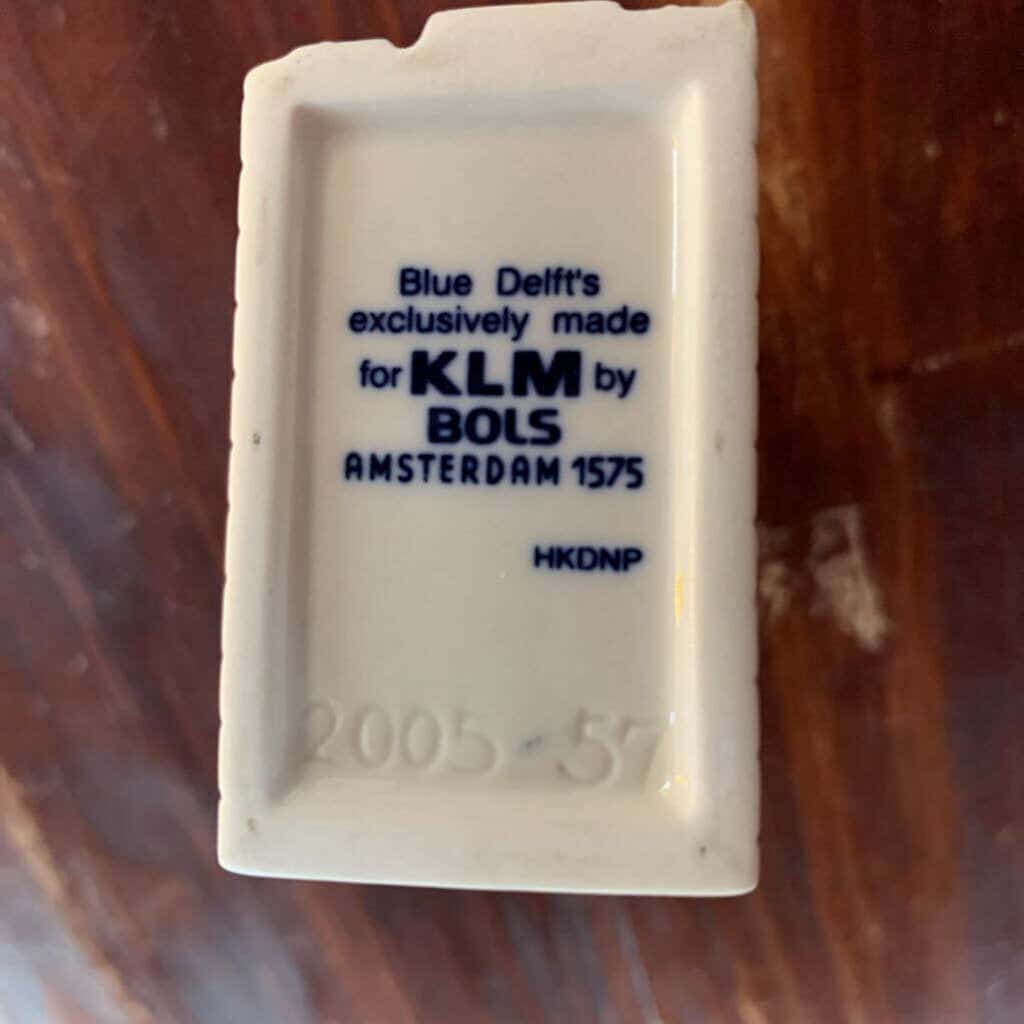 Blue Delft's
exclusively made
for KLM by
BOLS
AMSTERDAM 1575
HKDNP
2005 - 57